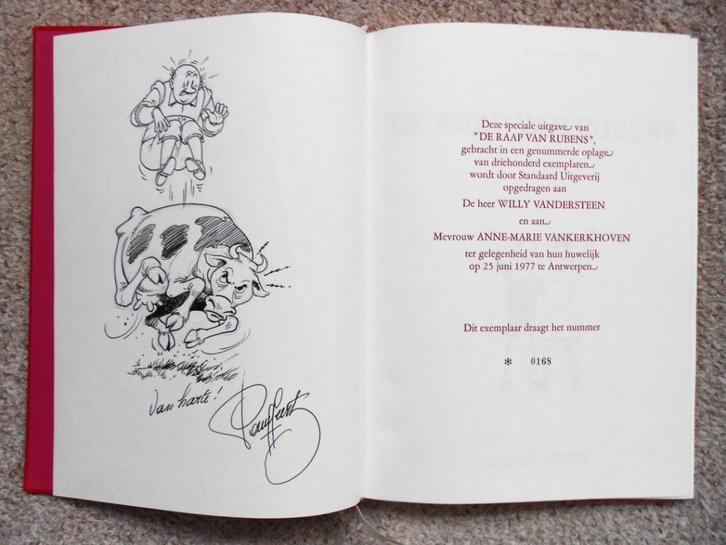 Van harte!
Deze speciale uitgave van
"DE RAAP VAN RUBENS",
gebracht in een genummerde oplage
van driehonderd exemplaren
wordt door Standaard Uitgeverij
opgedragen aan
De heer WILLY VANDERSTEEN
en aan
Mevrouw ANNE-MARIE VANKERKHOVEN
ter gelegenheid van hun huwelijk
op 25 juni 1977 te Antwerpen
Dit exemplaar draagt het nummer
* 0168